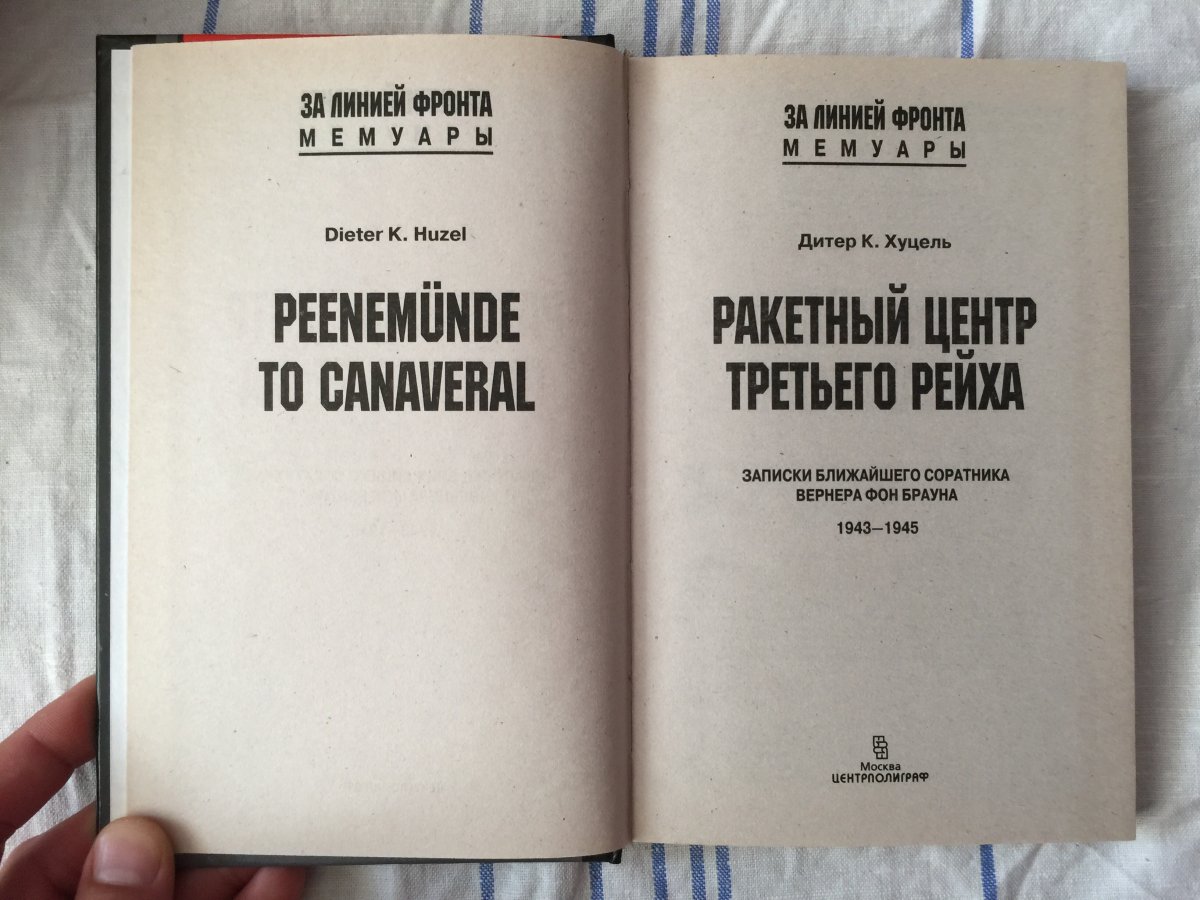 ЗА ЛИНИЕЙ ФРОНТА
МЕМУАРЫ
Dieter K. Huzel
PEENEMÜNDE
TO CANAVERAL
ЗА ЛИНИЕЙ ФРОНТА
МЕМУАРЫ
Дитер К. Хуцель
РАКЕТНЫЙ ЦЕНТР
ТРЕТЬЕГО РЕЙХА
ЗАПИСКИ БЛИЖАЙШЕГО СОРАТНИКА
ВЕРНЕРА ФОН БРАУНА
1943—1945
Москва
ЦЕНТРПОЛИГРАФ